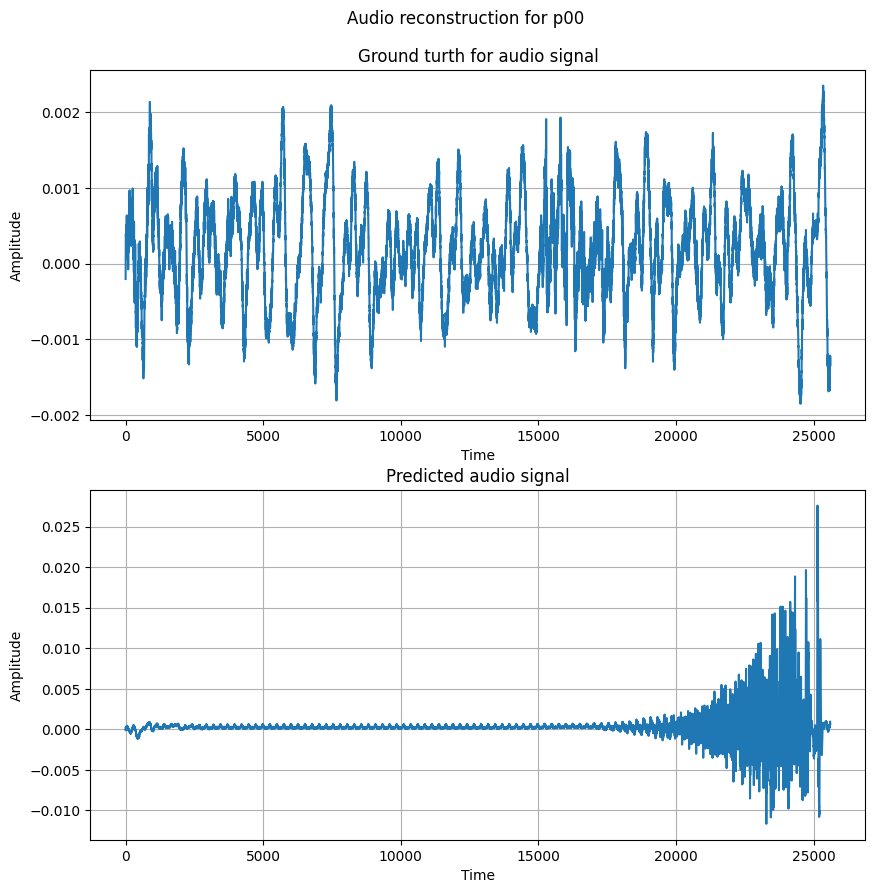 Audio reconstruction for p00
Ground turth for audio signal
0.002
0.001
0.000
−0.001
−0.002
Amplitude
0 5000 10000 15000 20000 25000
Time
Predicted audio signal
0.025
0.020
0.015
0.010
0.005
0.000
−0.005
−0.010
Amplitude
0 5000 10000 15000 20000 25000
Time